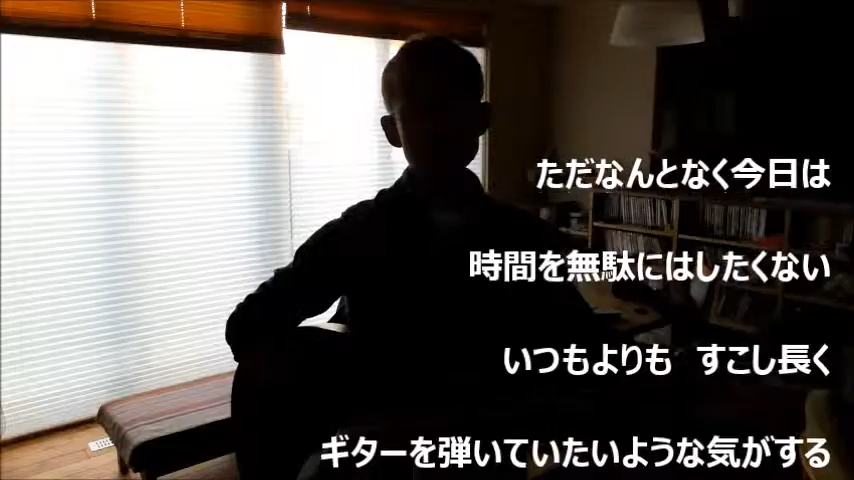 ただなんとなく今日は
時間を無駄にはしたくない
いつもよりも　すこし長く
ギターを弾いていたいような気がする